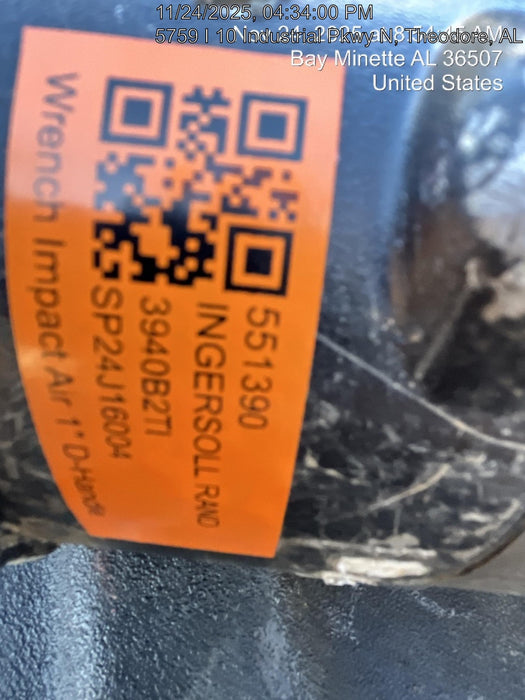 11/24/2025, 04:34:00 PM
5759 I 10 Industrial Pkwy N, Theodore, AL
Bay Minette AL 36507
United States
551390
INGERSOLL RAND
3940B2TI
SP24J16004
Wrench Impact Air 1" D-Handle